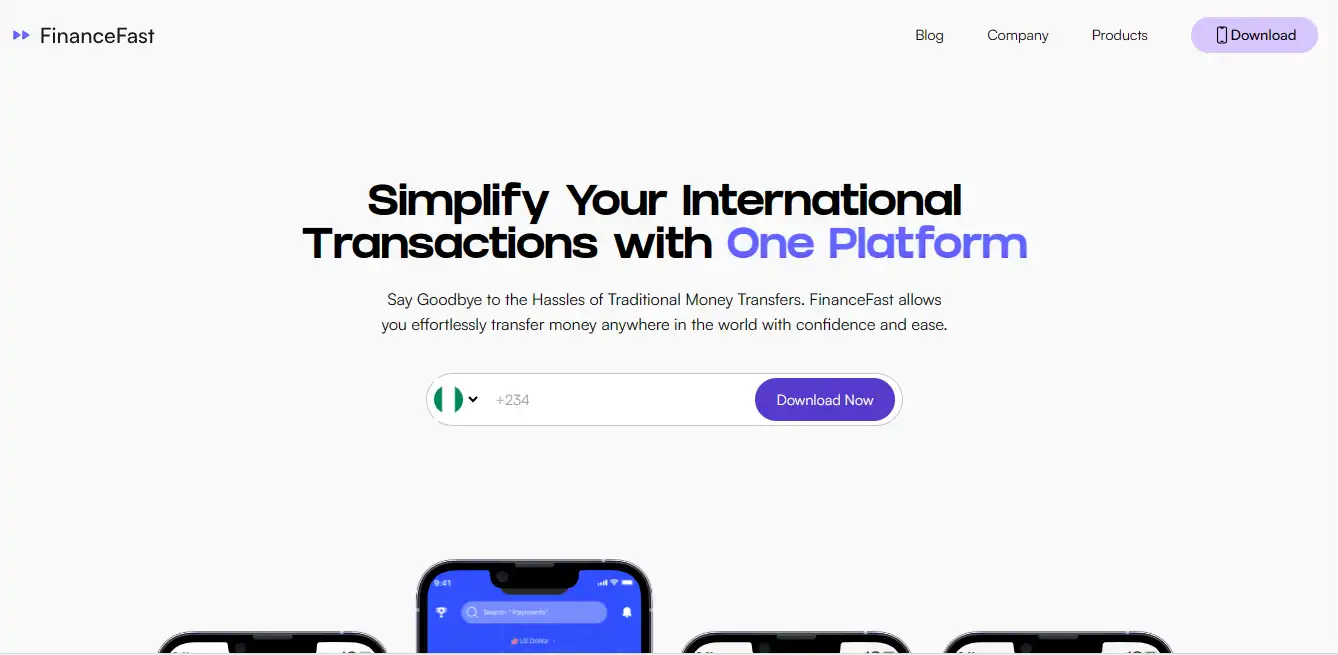 FinanceFast
Blog
Company
Products
Download
Simplify Your International
Transactions with One Platform
Say Goodbye to the Hassles of Traditional Money Transfers. FinanceFast allows
you effortlessly transfer money anywhere in the world with confidence and ease.
+234
Download Now
9:41
Search "Payments"
US Dollar